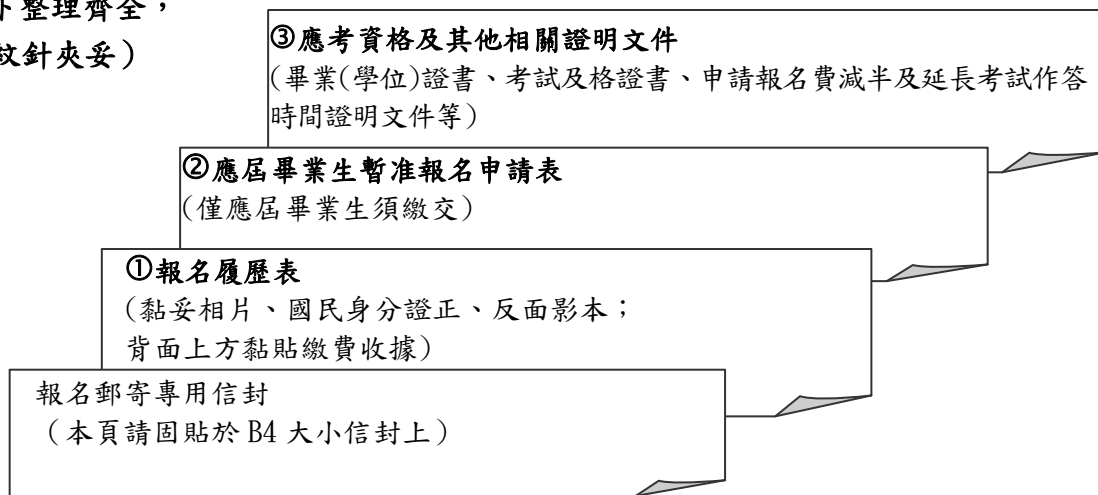 下整理齊全，
紋針夾妥）
③應考資格及其他相關證明文件
(畢業(學位)證書、考試及格證書、申請報名費減半及延長考試作答
時間證明文件等)
②應屆畢業生暫准報名申請表
(僅應屆畢業生須繳交)
①報名履歷表
(黏妥相片、國民身分證正、反面影本；
背面上方黏貼繳費收據)
報名郵寄專用信封
（本頁請固貼於 B4 大小信封上）